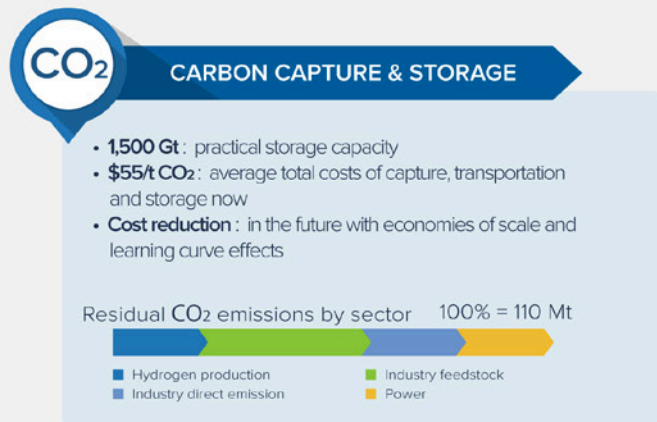 CO2
CARBON CAPTURE & STORAGE
• 1,500 Gt : practical storage capacity
• $55/t CO2 : average total costs of capture, transportation
and storage now
• Cost reduction : in the future with economies of scale and
learning curve effects
Residual CO2 emissions by sector 100% = 110 Mt
Hydrogen production Industry feedstock
Industry direct emission Power